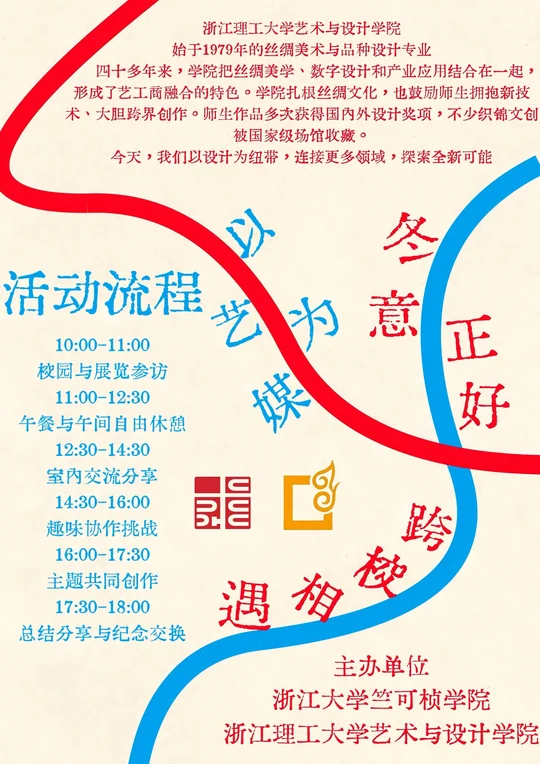 浙江理工大学艺术与设计学院
始于1979年的丝绸美术与品种设计专业
四十多年来，学院把丝绸美学、数字设计和产业应用结合在一起，
形成了艺工商融合的特色。学院扎根丝绸文化，也鼓励师生拥抱新技
术、大胆跨界创作。师生作品多次获得国内外设计奖项，不少织锦文创
被国家级场馆收藏。
今天，我们以设计为纽带，连接更多领域，探索全新可能
以艺为媒
冬意正好
活动流程
10:00-11:00
校园与展览参访
11:00-12:30
午餐与午间自由休憩
12:30-14:30
室内交流分享
14:30-16:00
趣味协作挑战
16:00-17:30
主题共同创作
17:30-18:00
总结分享与纪念交换
跨校相遇
主办单位
浙江大学竺可桢学院
浙江理工大学艺术与设计学院